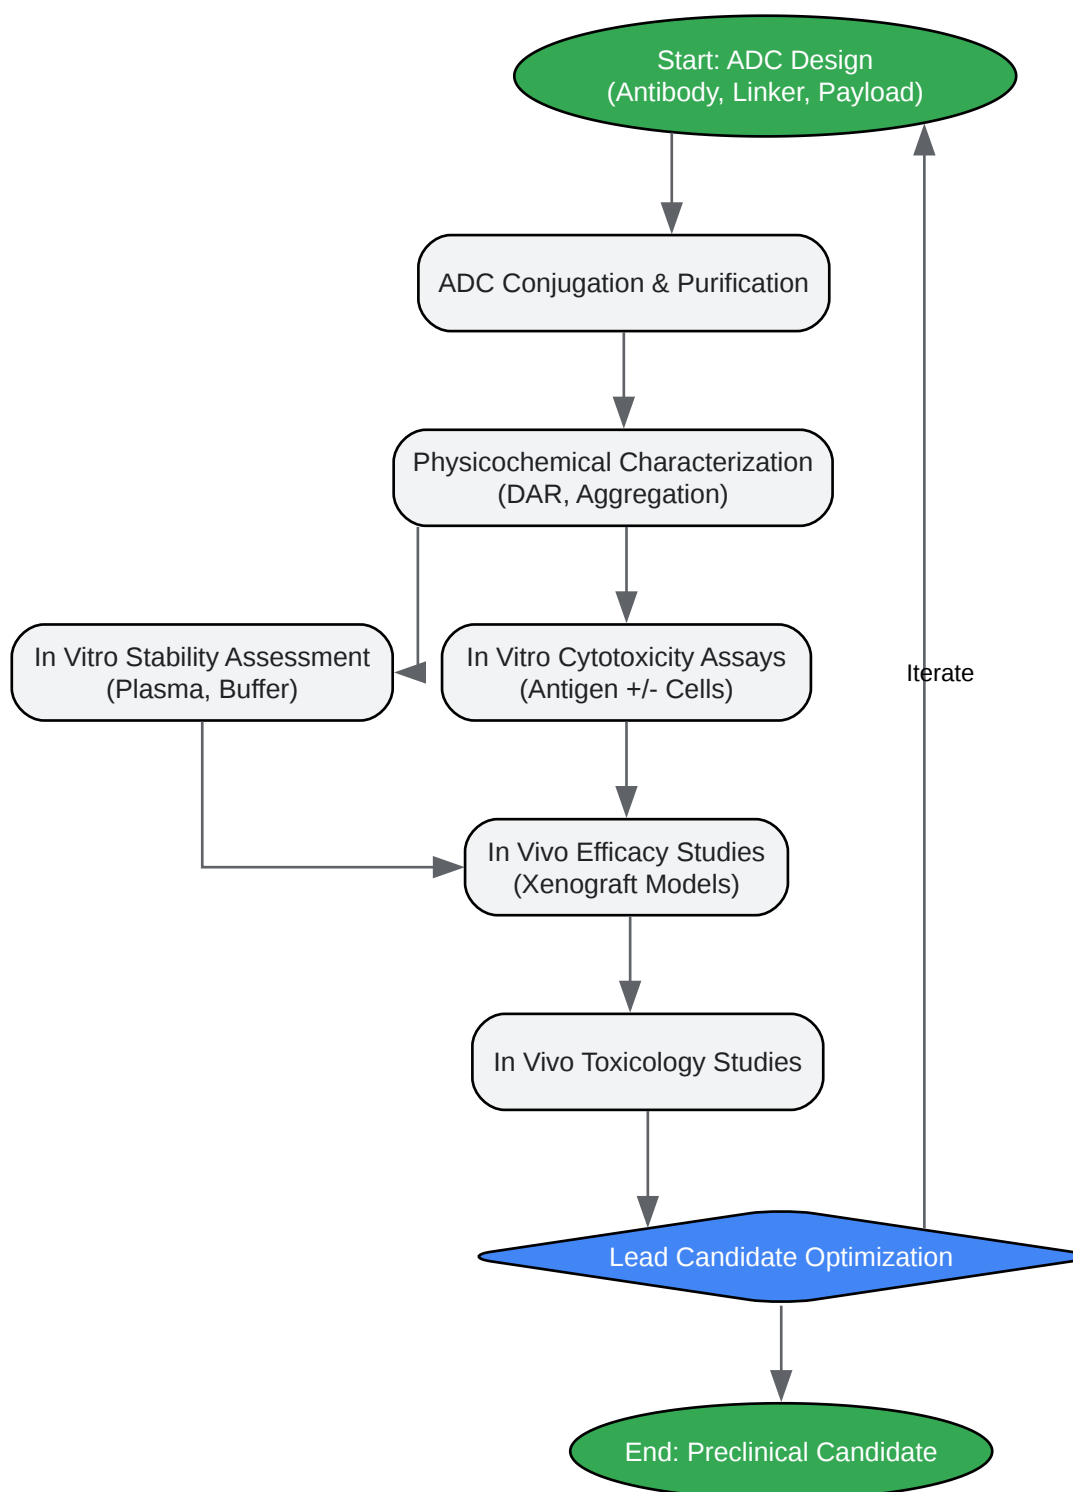 Start: ADC Design
(Antibody, Linker, Payload)
ADC Conjugation & Purification
Physicochemical Characterization
(DAR, Aggregation)
In Vitro Stability Assessment
(Plasma, Buffer)
In Vitro Cytotoxicity Assays
(Antigen +/- Cells)
Iterate
In Vivo Efficacy Studies
(Xenograft Models)
In Vivo Toxicology Studies
Lead Candidate Optimization
End: Preclinical Candidate